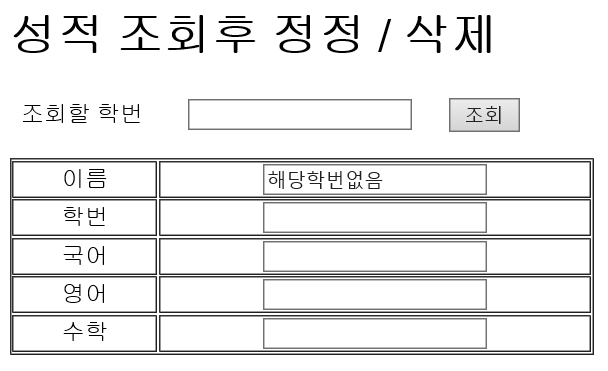 성적 조회후 정정 / 삭제
조회할 학번 조회
이름 해당학번없음
학번
국어
영어
수학